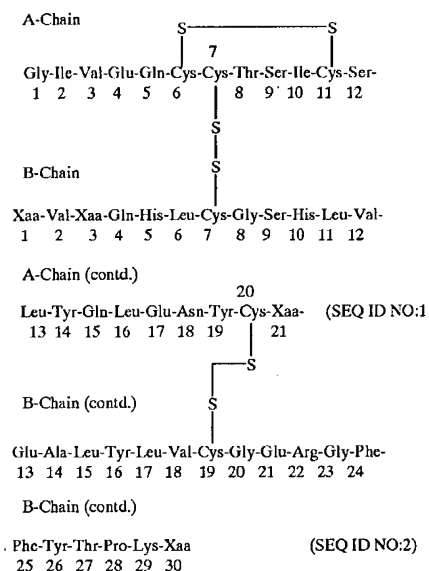 A-Chain
S S
7
Gly-Ile-Val-Glu-Gln-Cys-Cys-Thr-Ser-Ile-Cys-Ser-
1 2 3 4 5 6 8 9 10 11 12
S
S
B-Chain
Xaa-Val-Xaa-Gln-His-Leu-Cys-Gly-Ser-His-Leu-Val-
1 2 3 4 5 6 7 8 9 10 11 12
A-Chain (contd.)
20
Leu-Tyr-Gln-Leu-Glu-Asn-Tyr-Cys-Xaa- (SEQ ID NO:1
13 14 15 16 17 18 19 21
S
B-Chain (contd.) S
Glu-Ala-Leu-Tyr-Leu-Val-Cys-Gly-Glu-Arg-Gly-Phe-
13 14 15 16 17 18 19 20 21 22 23 24
B-Chain (contd.)
Phe-Tyr-Thr-Pro-Lys-Xaa (SEQ ID NO:2)
25 26 27 28 29 30